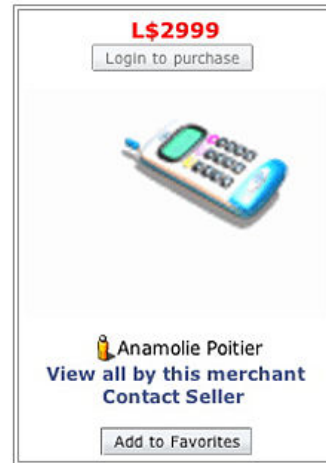 L$2999
Login to purchase
Anamolie Poitier
View all by this merchant
Contact Seller
Add to Favorites